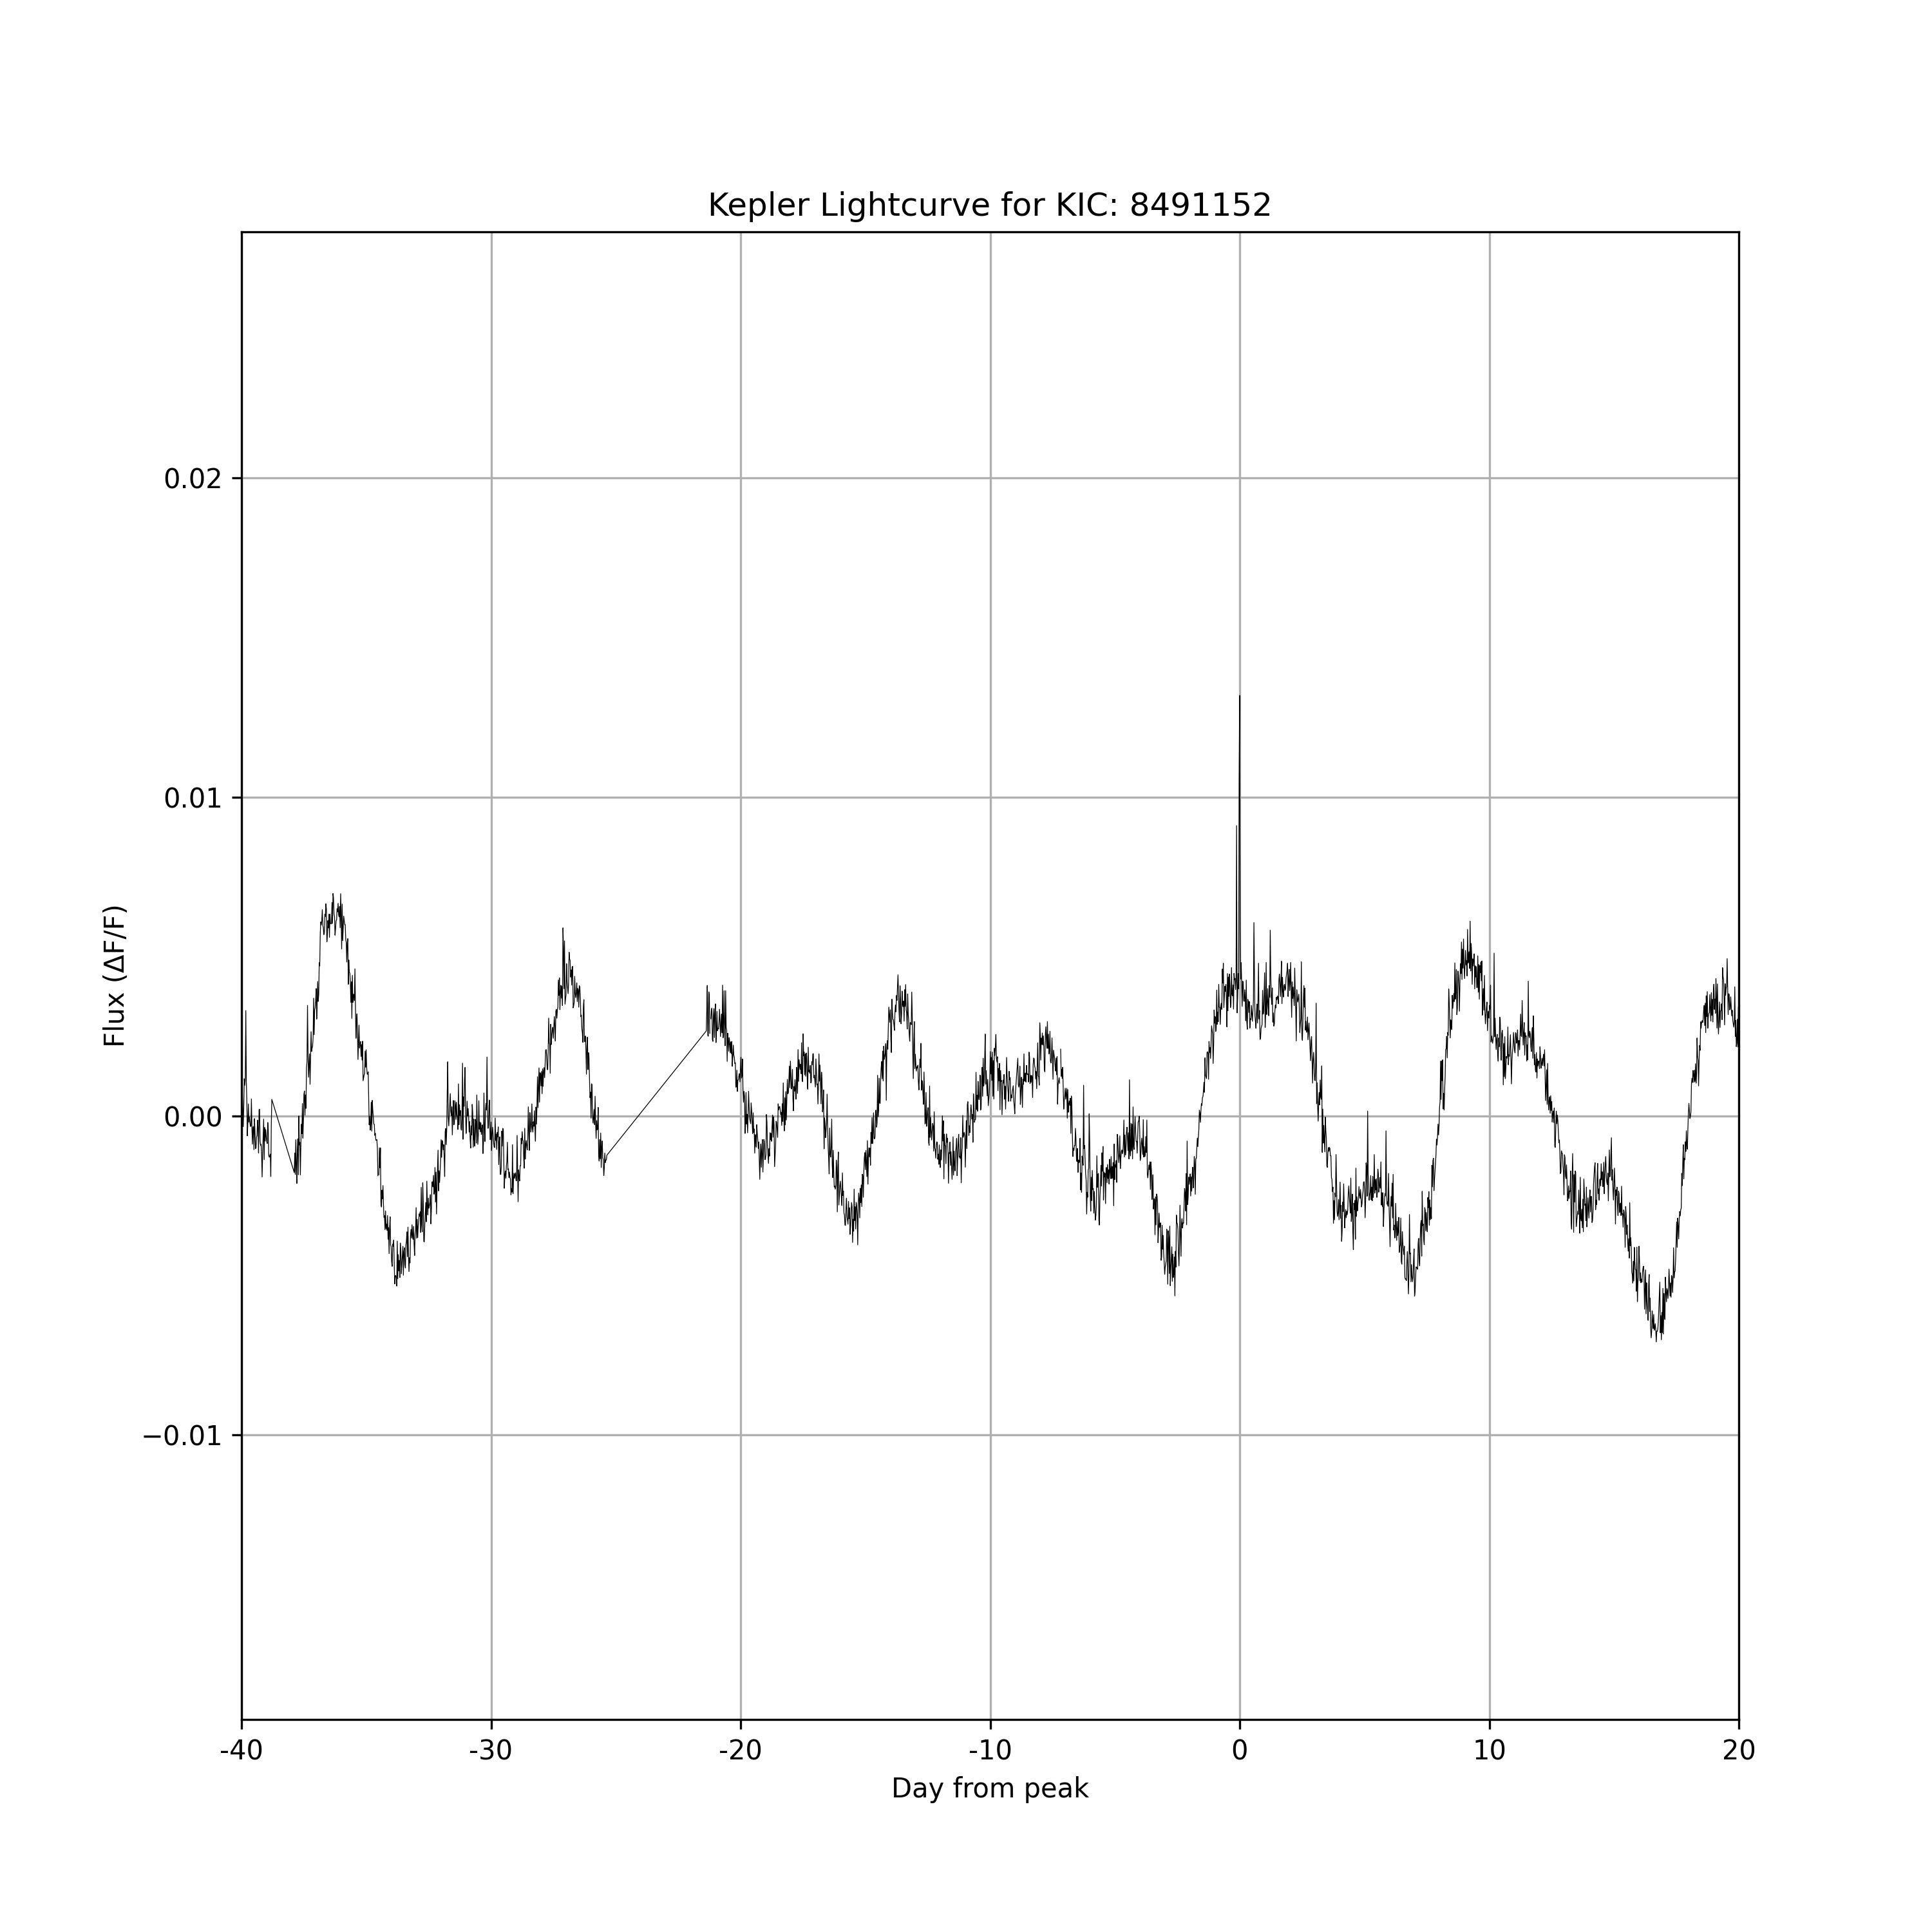 Kepler Lightcurve for KIC: 8491152
Flux (ΔF/F)
0.02
0.01
0.00
−0.01
-40 -30 -20 -10 0 10 20
Day from peak